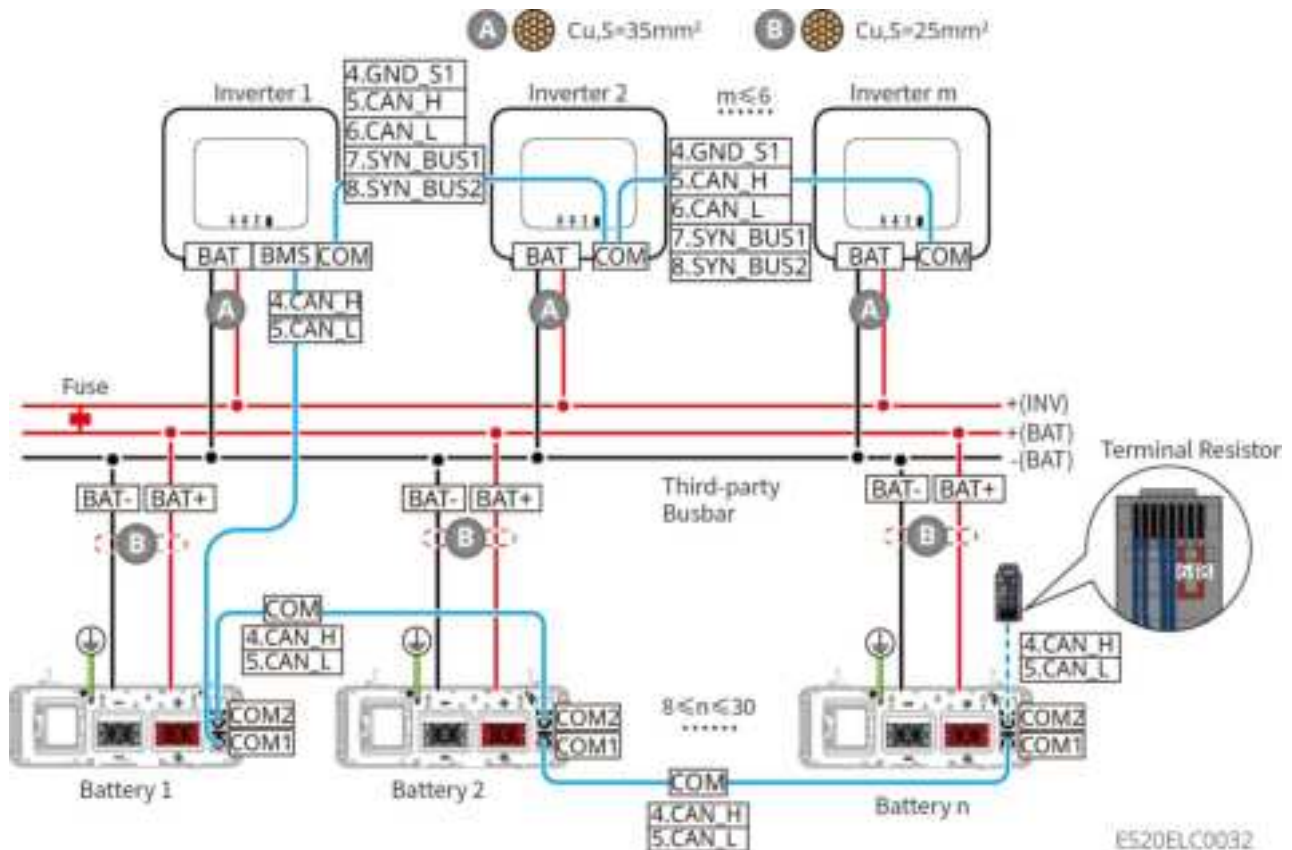 A Cu,S=35mm² B Cu,S=25mm²
Inverter 1
4.GND_S1
5.CAN_H
6.CAN_L
7.SYN_BUS1
8.SYN_BUS2
Inverter 2
m≤6
Inverter m
4.GND_S1
5.CAN_H
6.CAN_L
7.SYN_BUS1
8.SYN_BUS2
BAT BMS COM
BAT COM
BAT COM
A
4.CAN_H
5.CAN_L
A
A
Fuse
+(INV)
+(BAT)
-(BAT)
Terminal Resistor
BAT- BAT+
BAT- BAT+
Third-party
Busbar
BAT- BAT+
B
B
B
COM
4.CAN_H
5.CAN_L
4.CAN_H
5.CAN_L
COM2
COM1
8≤n≤30
COM2
COM1
COM2
COM1
Battery 1
Battery 2
COM
4.CAN_H
5.CAN_L
Battery n
ES20ELC0032